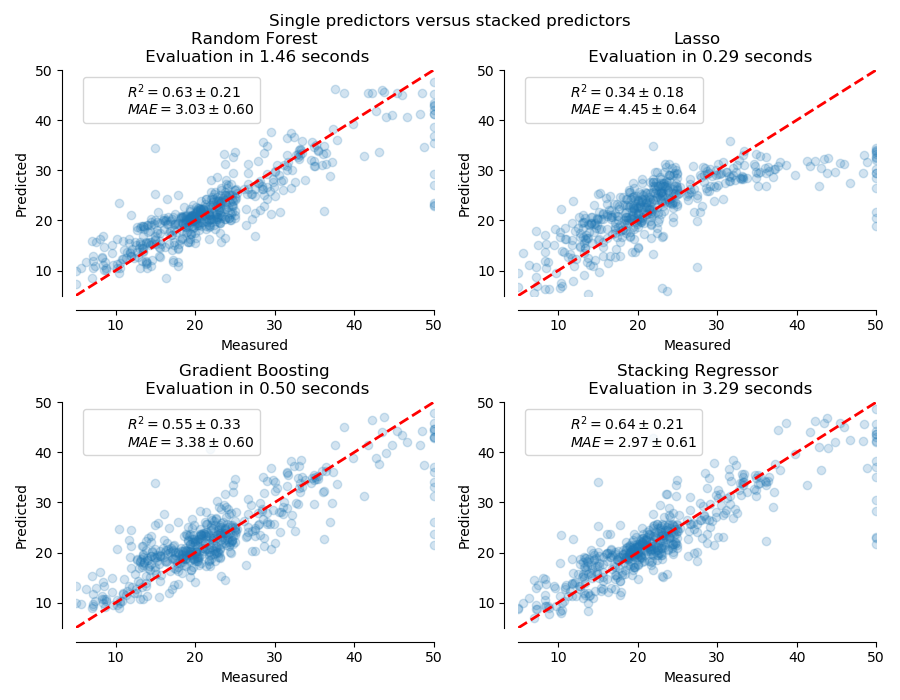 Single predictors versus stacked predictors
Random Forest
Evaluation in 1.46 seconds
R² = 0.63 ± 0.21
MAE = 3.03 ± 0.60
50
40
30
20
10
Predicted
10 20 30 40 50
Measured
Lasso
Evaluation in 0.29 seconds
R² = 0.34 ± 0.18
MAE = 4.45 ± 0.64
50
40
30
20
10
Predicted
10 20 30 40 50
Measured
Gradient Boosting
Evaluation in 0.50 seconds
R² = 0.55 ± 0.33
MAE = 3.38 ± 0.60
50
40
30
20
10
Predicted
10 20 30 40 50
Measured
Stacking Regressor
Evaluation in 3.29 seconds
R² = 0.64 ± 0.21
MAE = 2.97 ± 0.61
50
40
30
20
10
Predicted
10 20 30 40 50
Measured